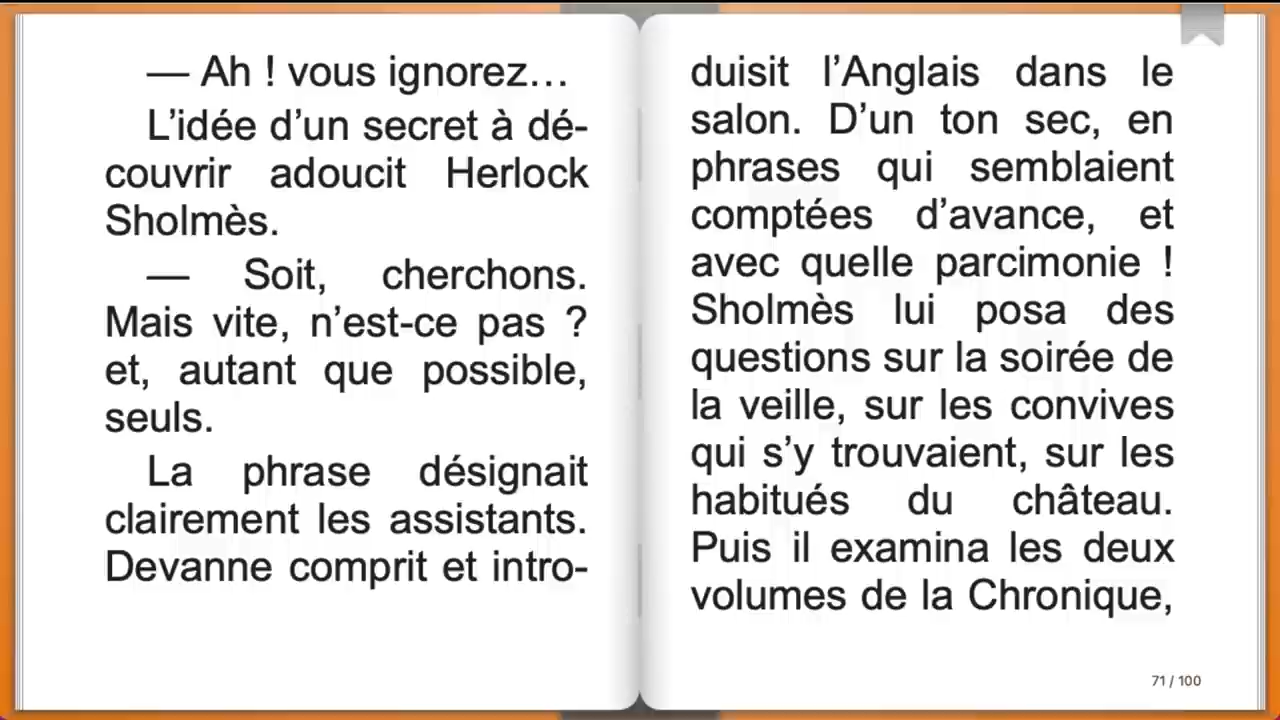 — Ah ! vous ignorez…
L’idée d’un secret à dé-
couvrir adoucit Herlock
Sholmès.
— Soit, cherchons.
Mais vite, n’est-ce pas ?
et, autant que possible,
seuls.
La phrase désignait
clairement les assistants.
Devanne comprit et intro-
duisit l’Anglais dans le
salon. D’un ton sec, en
phrases qui semblaient
comptées d’avance, et
avec quelle parcimonie !
Sholmès lui posa des
questions sur la soirée de
la veille, sur les convives
qui s’y trouvaient, sur les
habitués du château.
Puis il examina les deux
volumes de la Chronique,
71 / 100